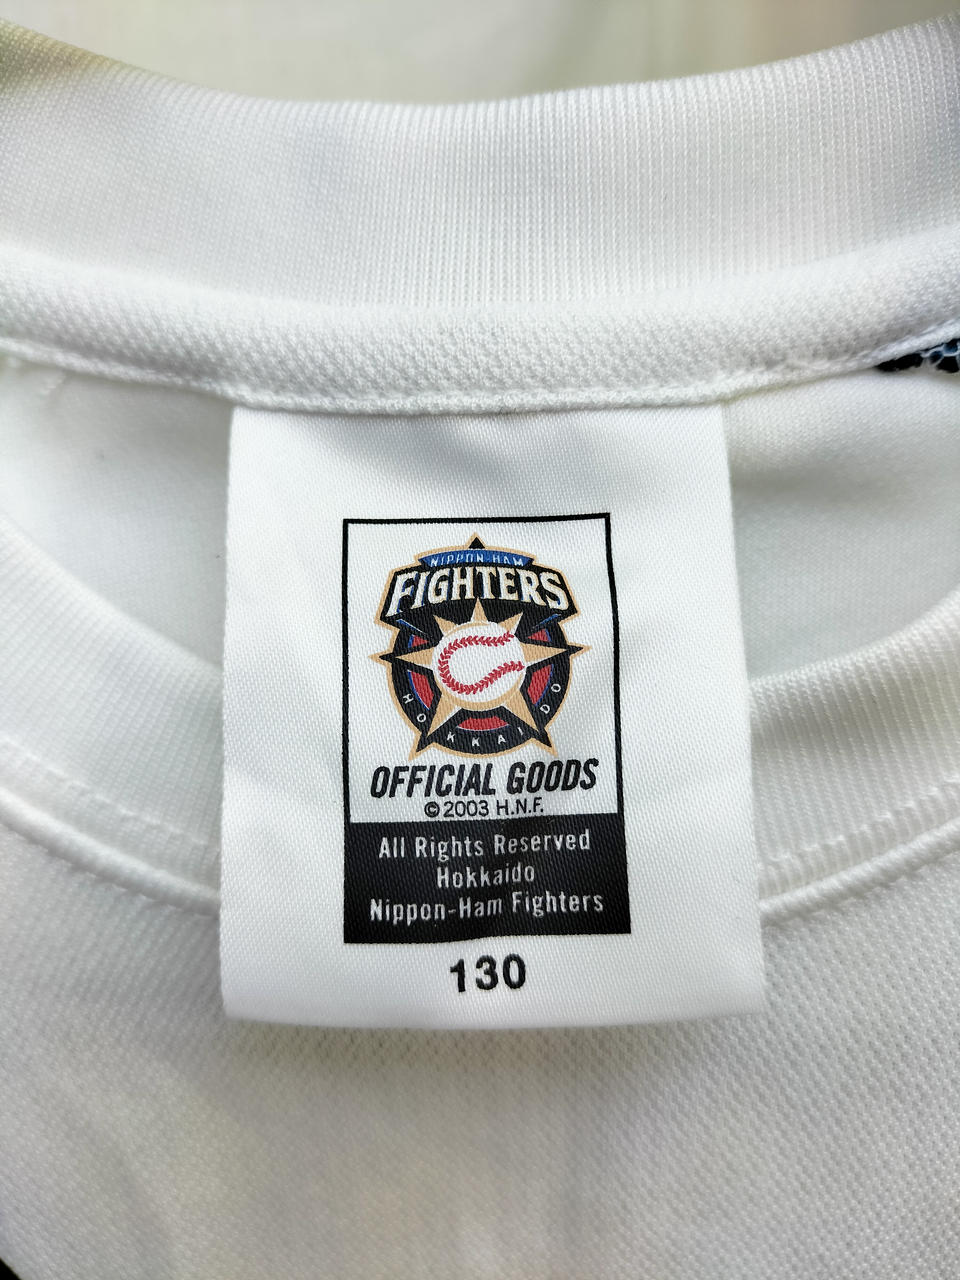 NIPPON-HAM
FIGHTERS
HOKKAIDO
OFFICIAL GOODS
©2003 H.N.F.
All Rights Reserved
Hokkaido
Nippon-Ham Fighters
130